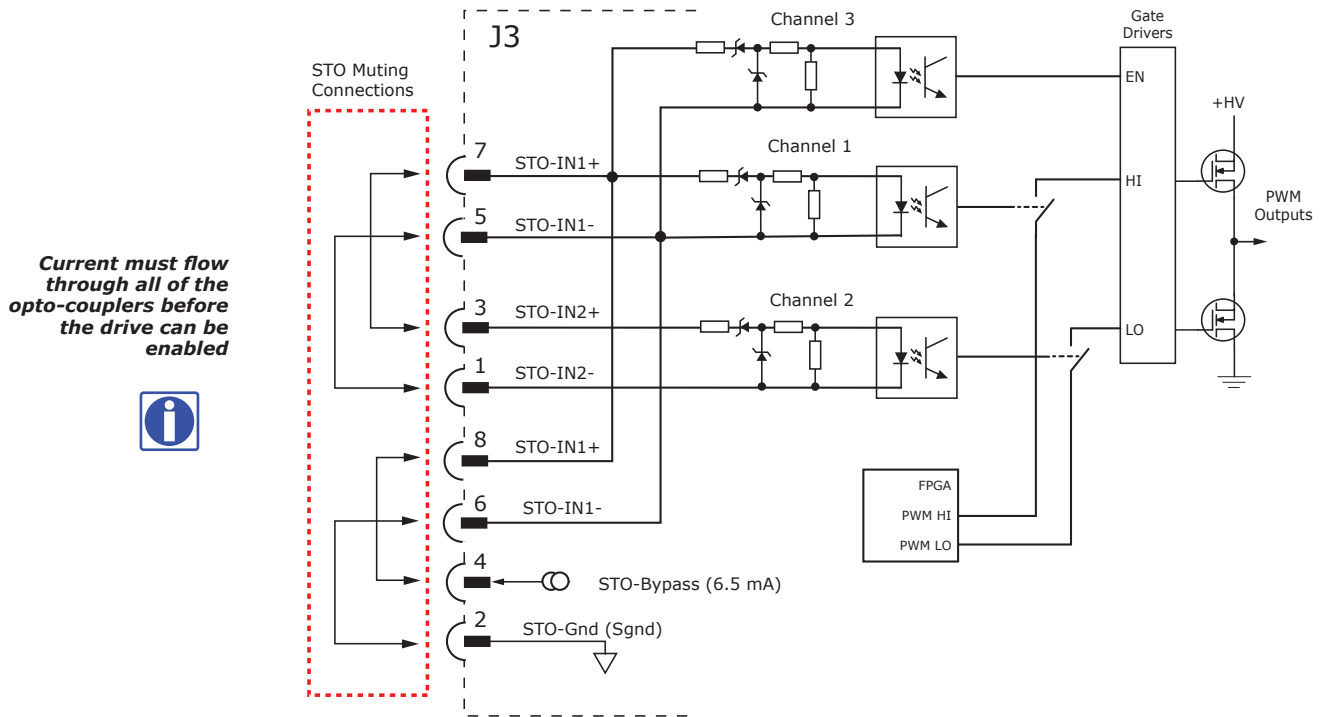 J3
STO Muting
Connections
Current must flow
through all of the
opto-couplers before
the drive can be
enabled
i
7
STO-IN1+
5
STO-IN1-
3
STO-IN2+
1
STO-IN2-
8
STO-IN1+
6
STO-IN1-
4
STO-Bypass (6.5 mA)
2
STO-Gnd (Sgnd)
Channel 3
Channel 1
Channel 2
Gate
Drivers
EN
HI
LO
+HV
PWM
Outputs
FPGA
PWM HI
PWM LO